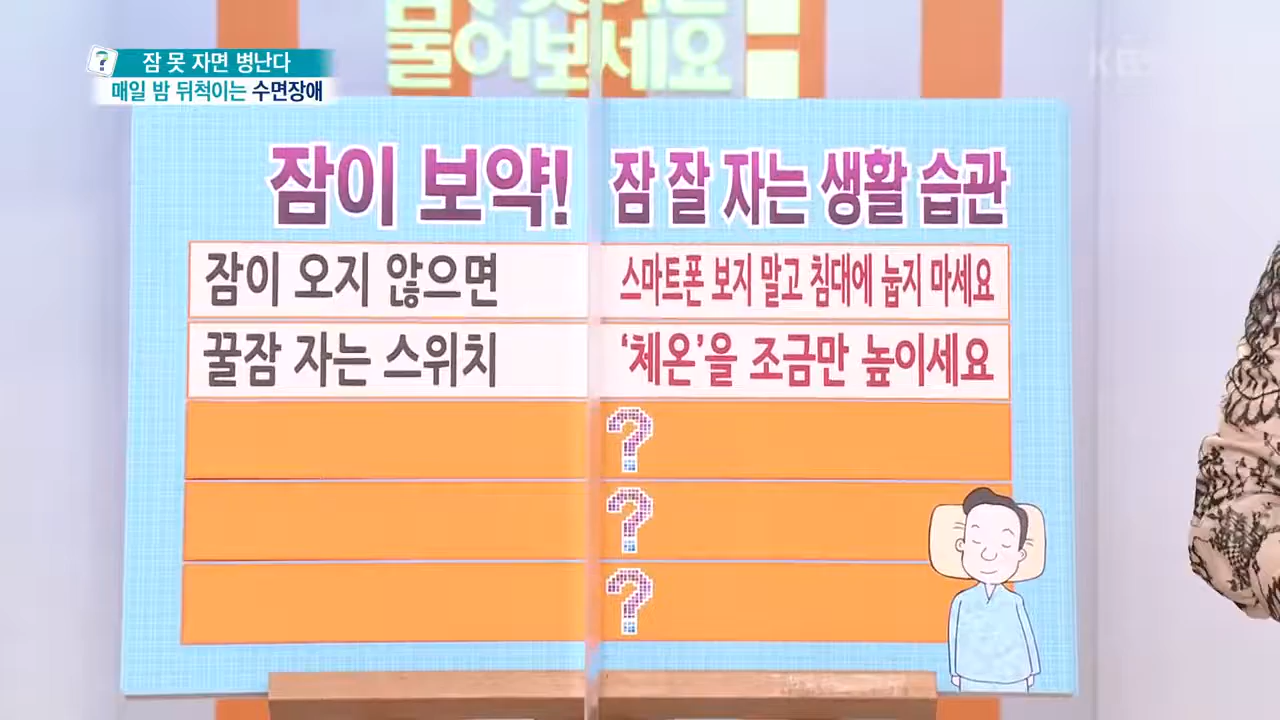 잠 못 자면 병난다
매일 밤 뒤척이는 수면장애
물어보세요
KBS
잠이 보약! 잠 잘 자는 생활 습관
잠이 오지 않으면 스마트폰 보지 말고 침대에 눕지 마세요
꿀잠 자는 스위치 '체온'을 조금만 높이세요
?
?
?